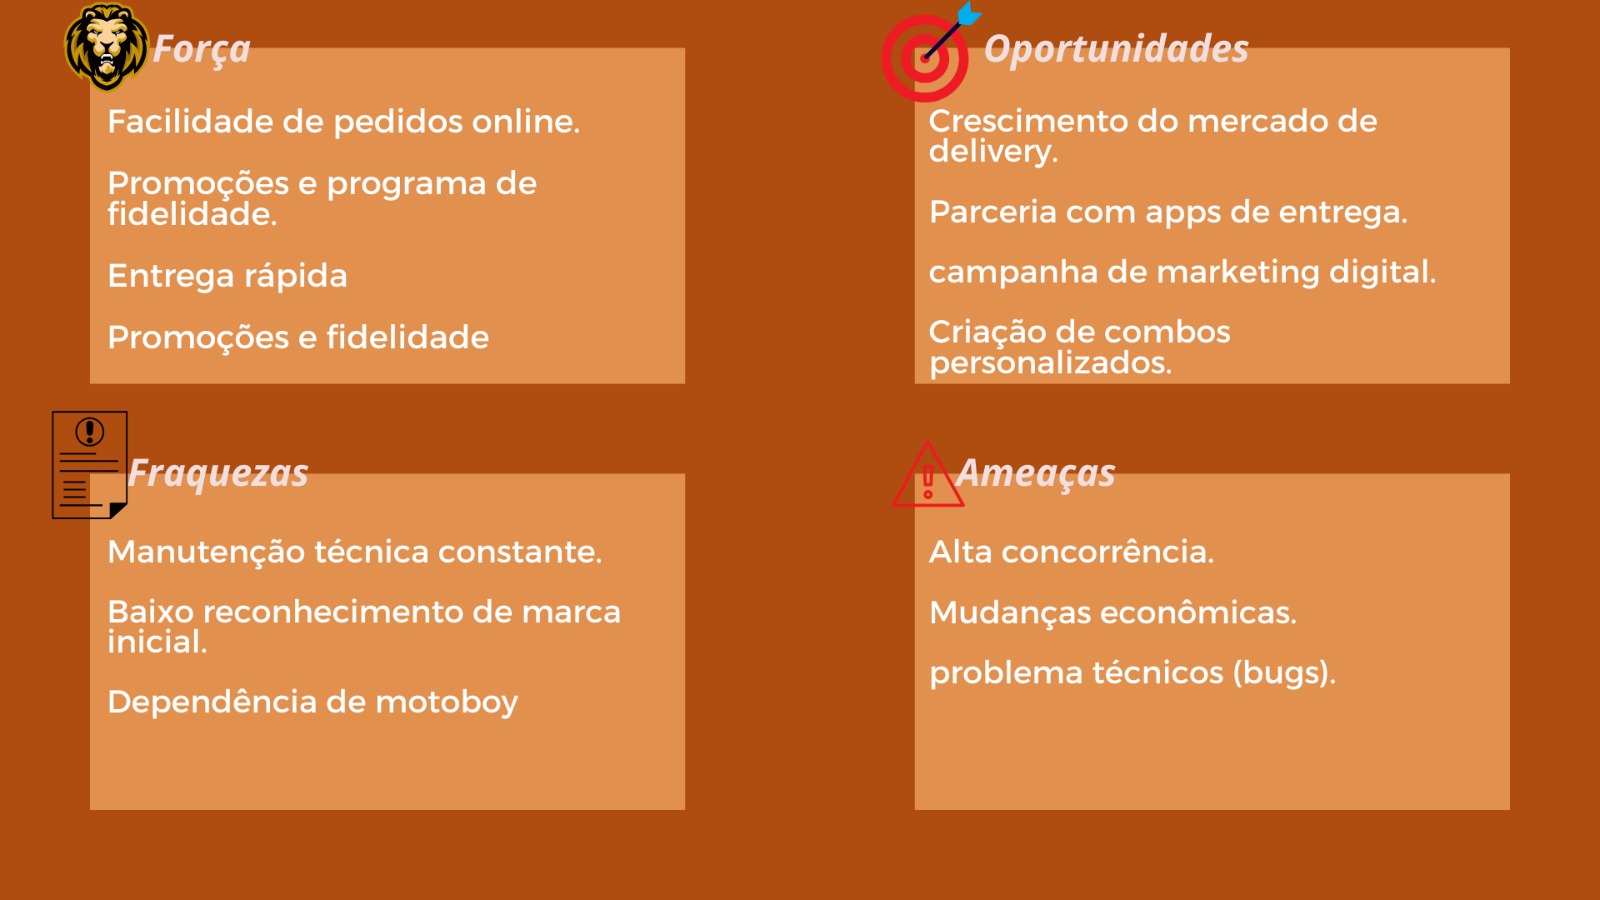 Força
Facilidade de pedidos online.
Promoções e programa de
fidelidade.
Entrega rápida
Promoções e fidelidade
Oportunidades
Crescimento do mercado de
delivery.
Parceria com apps de entrega.
campanha de marketing digital.
Criação de combos
personalizados.
Fraquezas
Manutenção técnica constante.
Baixo reconhecimento de marca
inicial.
Dependência de motoboy
Ameaças
Alta concorrência.
Mudanças econômicas.
problema técnicos (bugs).